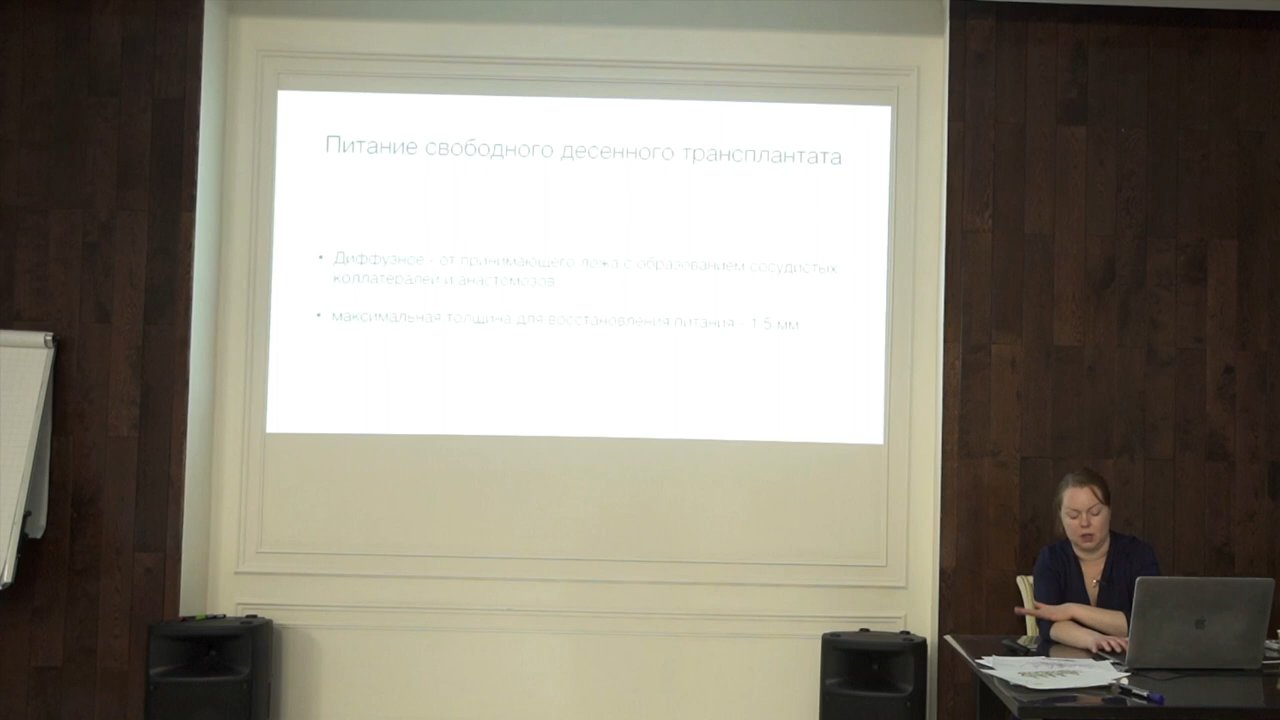 Питание свободного десенного трансплантата
• Диффузное - от принимающего ложа с образованием сосудистых
коллатералей и анастомозов
• максимальная толщина для восстановления питания - 1.5 мм